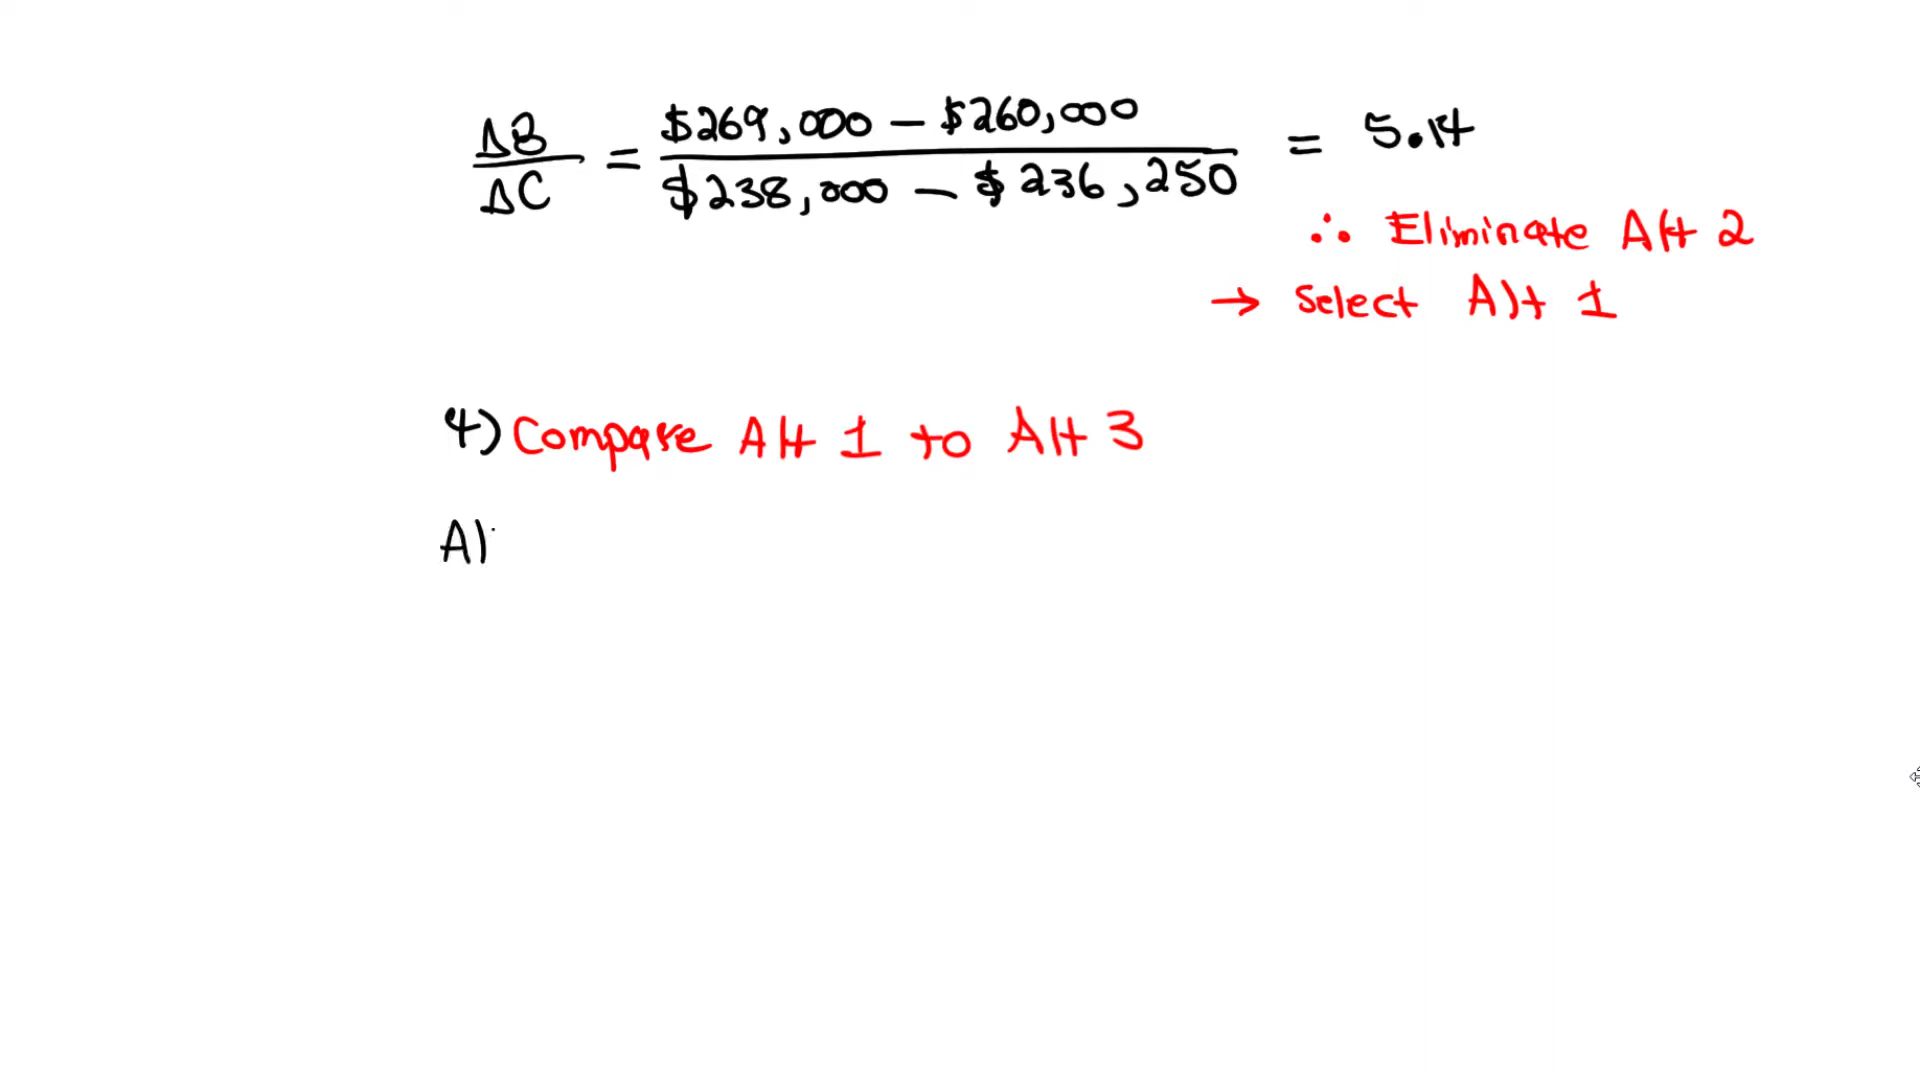 ΔB/ΔC = $269,000 – $260,000 / $238,000 – $236,250 = 5.14
∴ Eliminate Alt 2
→ Select Alt 1
4) Compare Alt 1 to Alt 3
Al